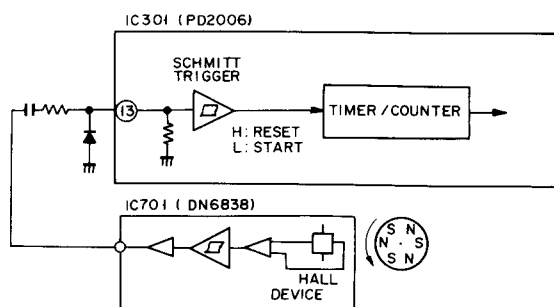 IC301 (PD2006)
SCHMITT
TRIGGER
13
TIMER/COUNTER
H: RESET
L: START
IC701 (DN6838)
HALL
DEVICE
S N
N S
S N